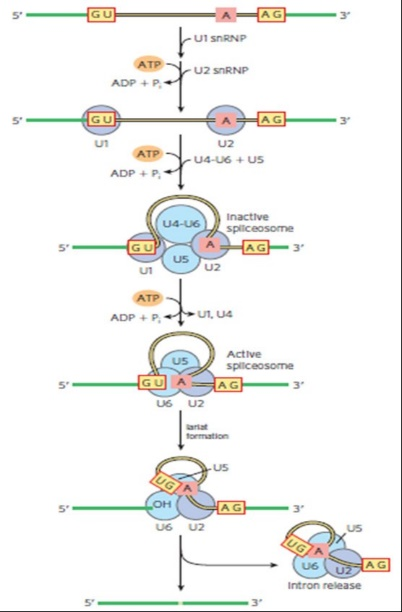 5' GU A AG 3'
U1 snRNP
ATP
U2 snRNP
ADP + Pi
5' GU A AG 3'
U1 U2
ATP
U4-U6 + U5
ADP + Pi
U4-U6
Inactive
spliceosome
5' GU A AG 3'
U5
U1 U2
ATP
ADP + Pi
U1, U4
Active
spliceosome
U5
5' GU A AG 3'
U6 U2
lariat
formation
U5
UG A
5' OH AG 3'
U6 U2
U5
UG A
U6 U2 AG
Intron release
5' 3'